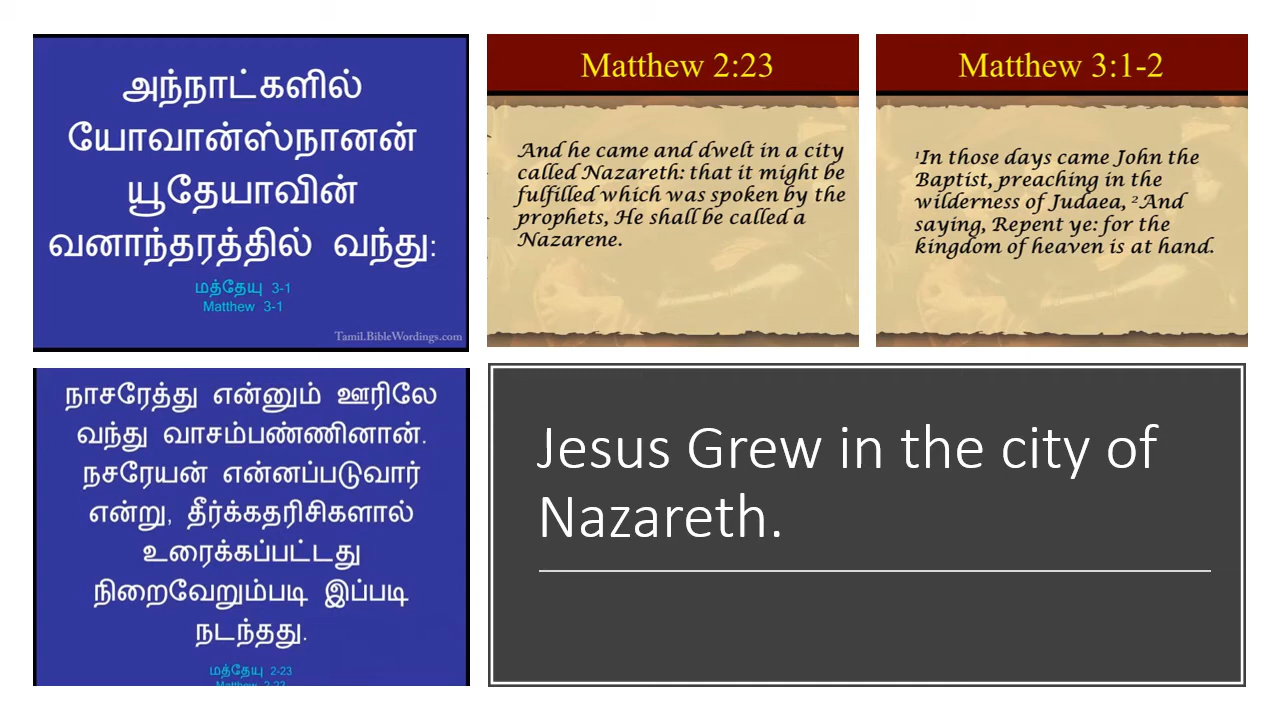 அந்நாட்களில்
யோவான்ஸ்நானன்
யூதேயாவின்
வனாந்தரத்தில் வந்து:
மத்தேயு 3-1
Matthew 3-1
Tamil.BibleWordings.com
Matthew 2:23
And he came and dwelt in a city
called Nazareth: that it might be
fulfilled which was spoken by the
prophets, He shall be called a
Nazarene.
Matthew 3:1-2
¹In those days came John the
Baptist, preaching in the
wilderness of Judaea, ²And
saying, Repent ye: for the
kingdom of heaven is at hand.
நாசரேத்து என்னும் ஊரிலே
வந்து வாசம்பண்ணினான்.
நசரேயன் என்னப்படுவார்
என்று, தீர்க்கதரிசிகளால்
உரைக்கப்பட்டது
நிறைவேறும்படி இப்படி
நடந்தது.
மத்தேயு 2-23
Matthew 2-23
Jesus Grew in the city of
Nazareth.